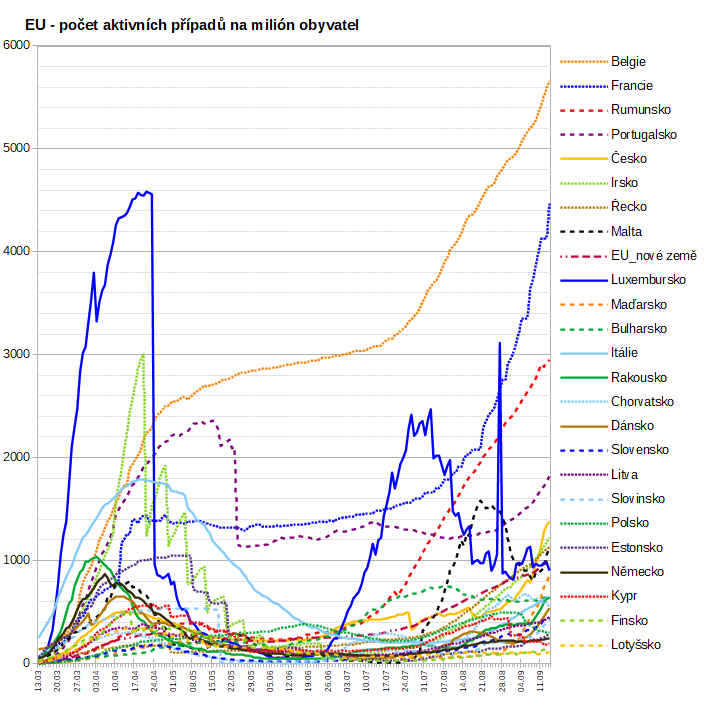 EU - počet aktivních případů na milión obyvatel
6000
5000
4000
3000
2000
1000
0
13.03
20.03
27.03
03.04
10.04
17.04
24.04
01.05
08.05
15.05
22.05
29.05
05.06
12.06
19.06
26.06
03.07
10.07
17.07
24.07
31.07
07.08
14.08
21.08
28.08
04.09
11.09
Belgie
Francie
Rumunsko
Portugalsko
Česko
Irsko
Řecko
Malta
EU_nové země
Luxembursko
Maďarsko
Bulharsko
Itálie
Rakousko
Chorvatsko
Dánsko
Slovensko
Litva
Slovinsko
Polsko
Estonsko
Německo
Kypr
Finsko
Lotyšsko